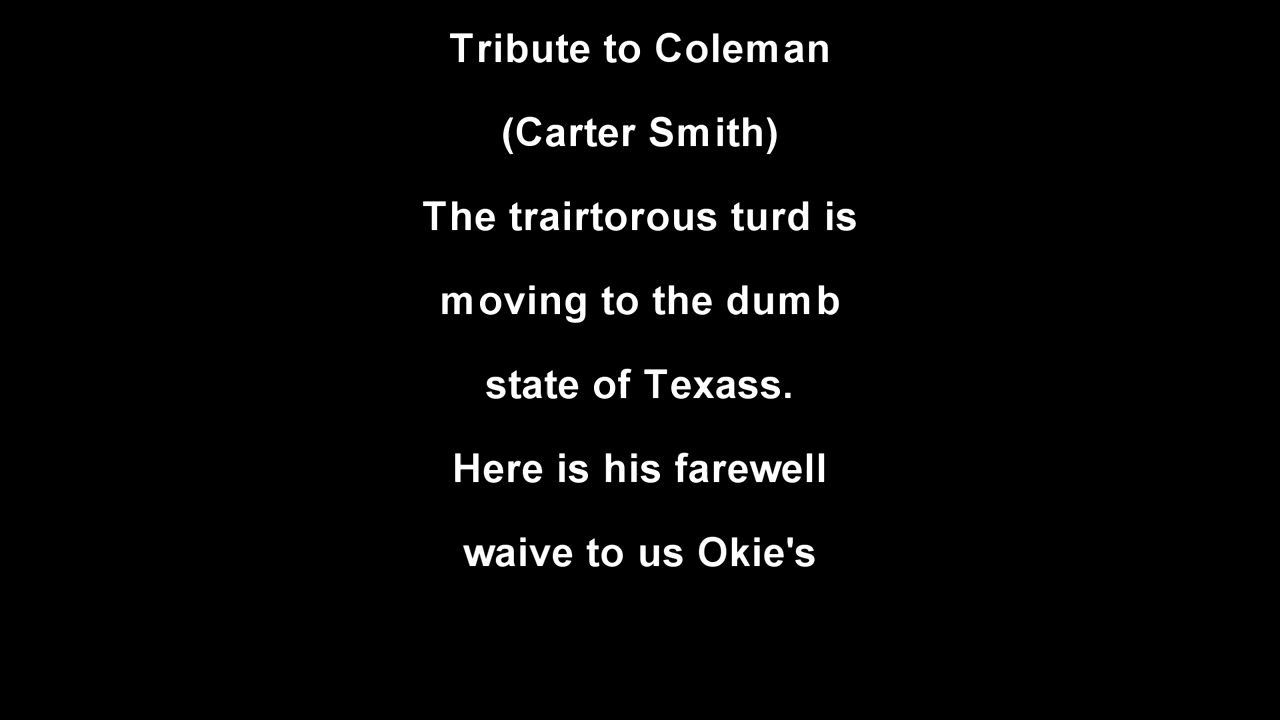 Tribute to Coleman
(Carter Smith)
The trairtorous turd is
moving to the dumb
state of Texass.
Here is his farewell
waive to us Okie's